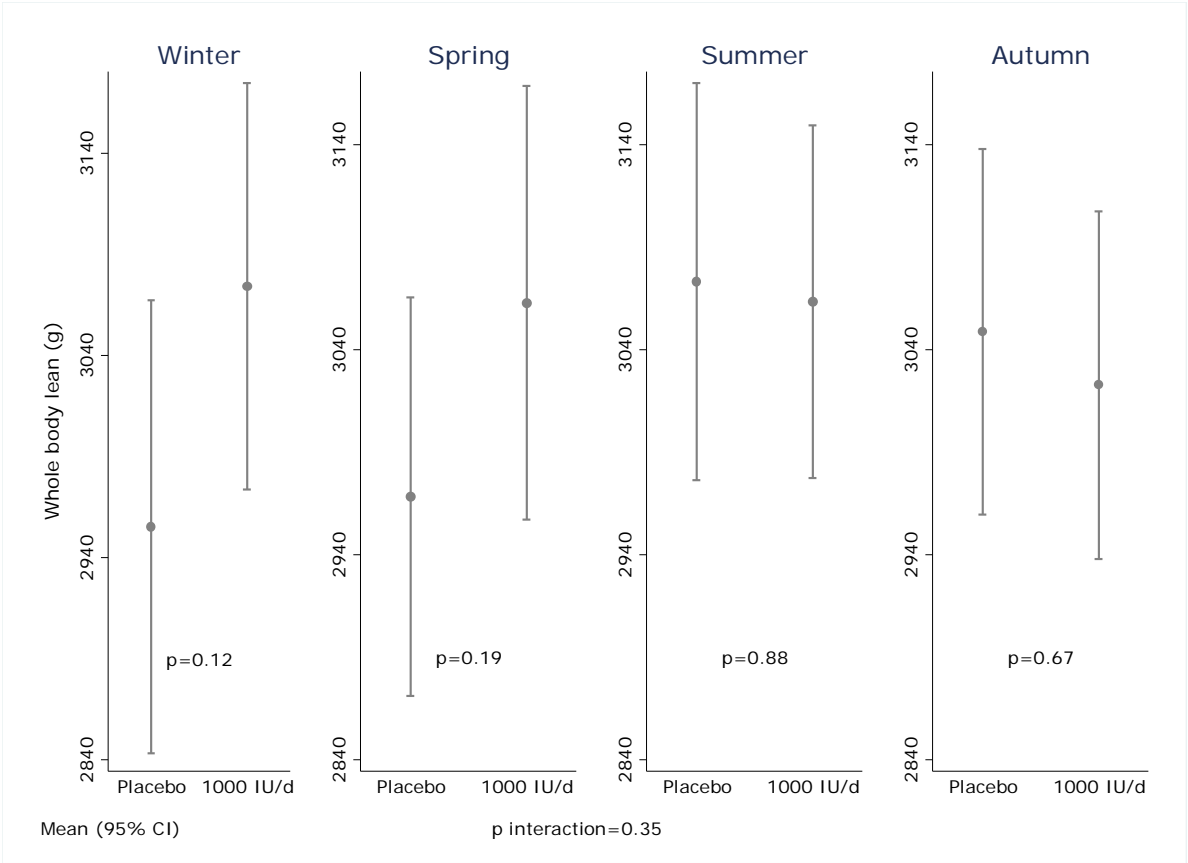 Winter
Spring
Summer
Autumn
Whole body lean (g)
3140
3040
2940
2840
p=0.12
Placebo 1000 IU/d
3140
3040
2940
2840
p=0.19
Placebo 1000 IU/d
3140
3040
2940
2840
p=0.88
Placebo 1000 IU/d
3140
3040
2940
2840
p=0.67
Placebo 1000 IU/d
Mean (95% CI)
p interaction=0.35